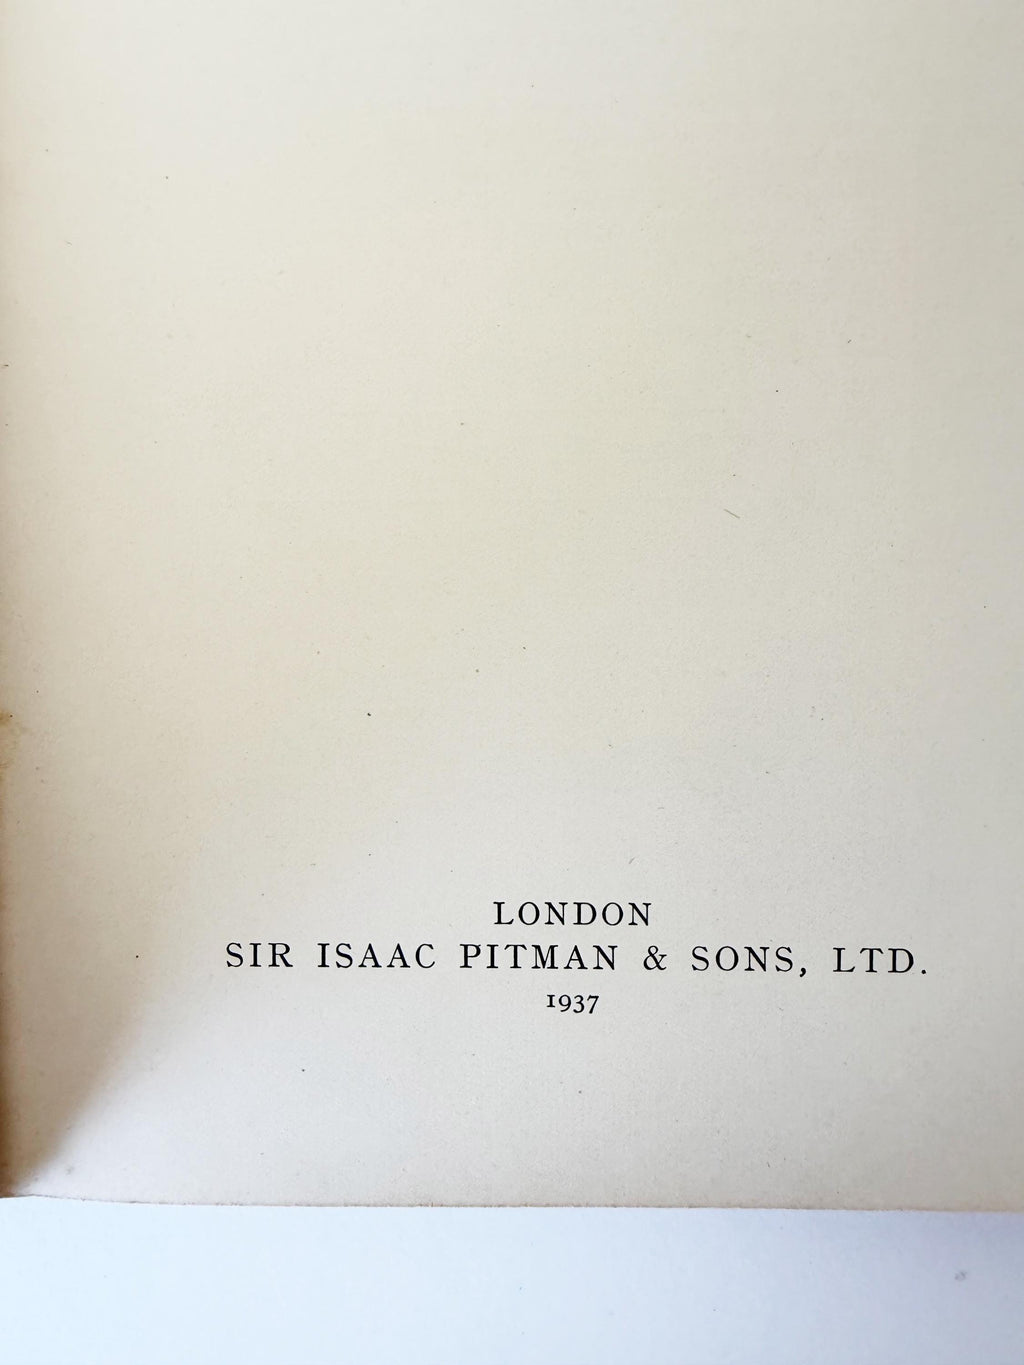 LONDON
SIR ISAAC PITMAN & SONS, LTD.
1937